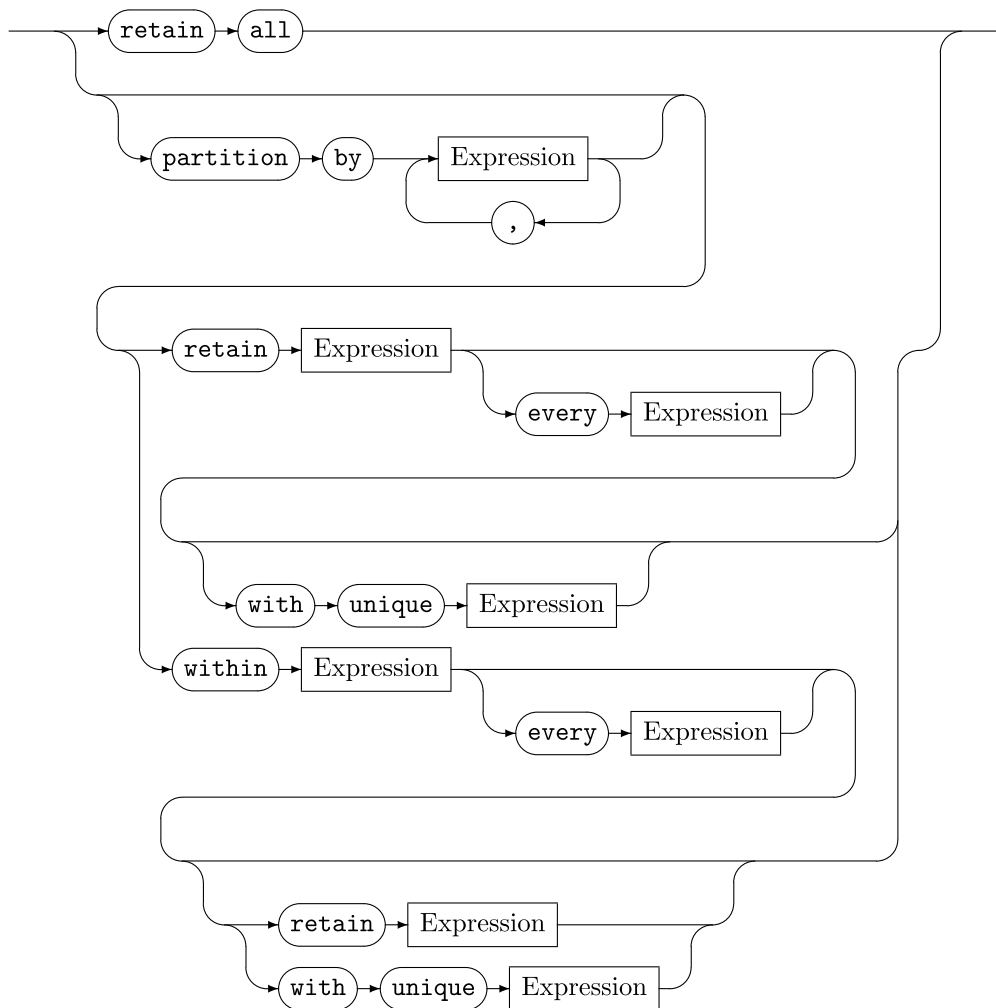 retain all
partition by Expression
,
retain Expression
every Expression
with unique Expression
within Expression
every Expression
retain Expression
with unique Expression